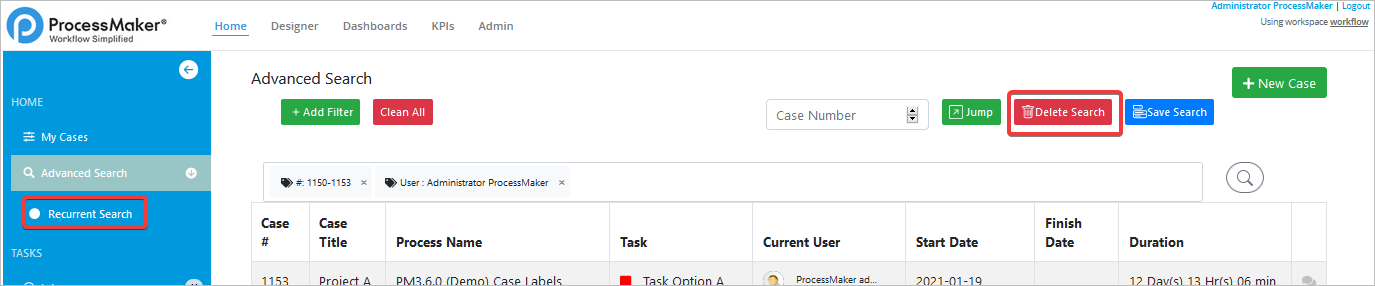 Administrator ProcessMaker | Logout
Using workspace workflow
ProcessMaker®
Workflow Simplified
Home Designer Dashboards KPIs Admin
HOME
My Cases
Advanced Search
Recurrent Search
TASKS
Advanced Search
+ New Case
+ Add Filter Clean All Case Number Jump Delete Search Save Search
#: 1150-1153 × User : Administrator ProcessMaker ×
Case # Case Title Process Name Task Current User Start Date Finish Date Duration
1153 Project A PM3.6.0 (Demo) Case Labels Task Option A ProcessMaker ad... 2021-01-19 12 Day(s) 13 Hr(s) 06 min